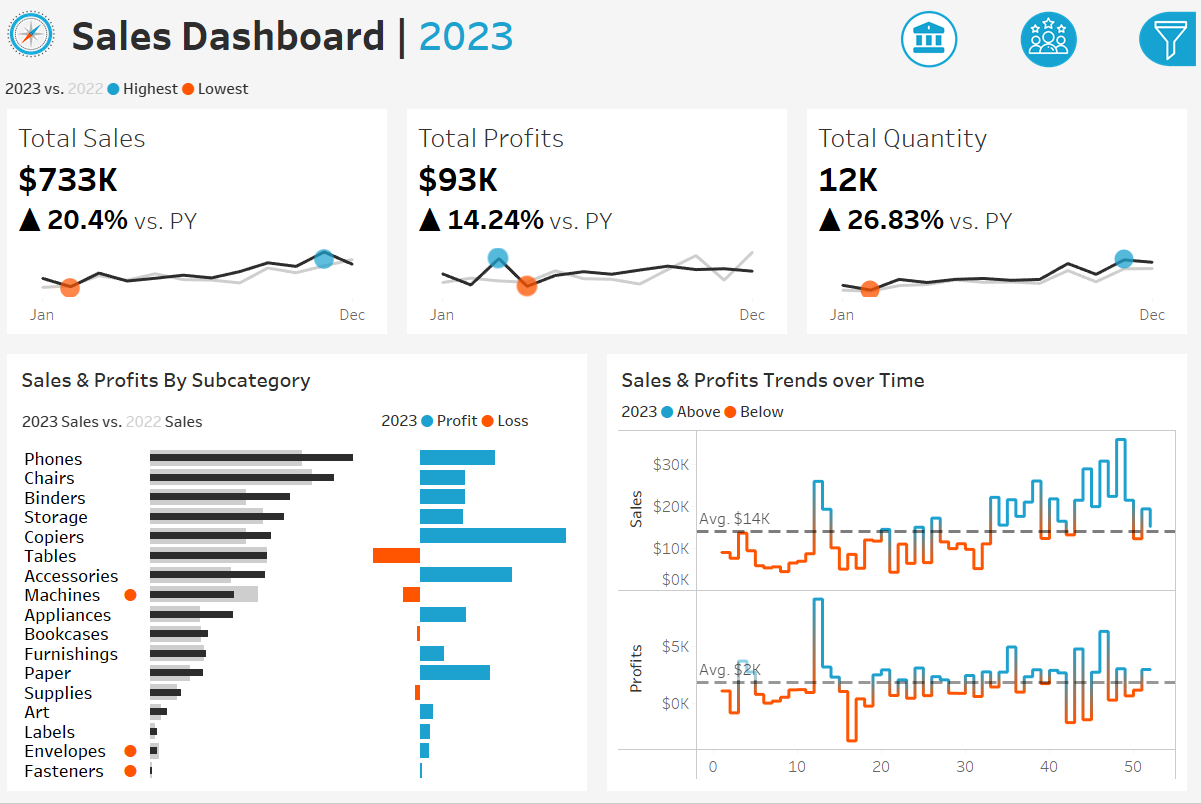 Sales Dashboard | 2023
2023 vs. 2022 Highest Lowest
Total Sales
$733K
▲ 20.4% vs. PY
Jan Dec
Total Profits
$93K
▲ 14.24% vs. PY
Jan Dec
Total Quantity
12K
▲ 26.83% vs. PY
Jan Dec
Sales & Profits By Subcategory
2023 Sales vs. 2022 Sales
2023 Profit Loss
Phones
Chairs
Binders
Storage
Copiers
Tables
Accessories
Machines
Appliances
Bookcases
Furnishings
Paper
Supplies
Art
Labels
Envelopes
Fasteners
Sales & Profits Trends over Time
2023 Above Below
Sales
$30K
$20K
Avg. $14K
$10K
$0K
Profits
$5K
Avg. $2K
$0K
0 10 20 30 40 50